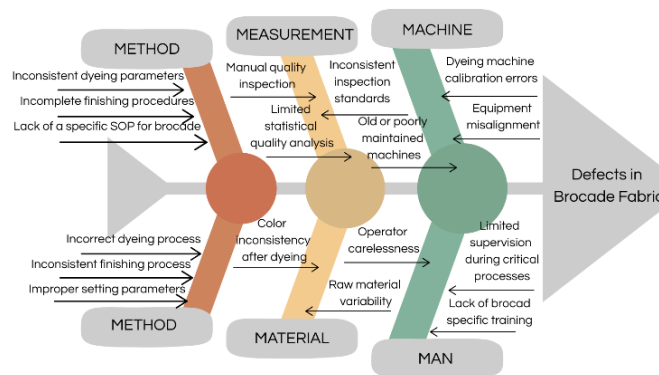 METHOD
MEASUREMENT
MACHINE
Inconsistent dyeing parameters
Incomplete finishing procedures
Lack of a specific SOP for brocade
Manual quality
inspection
Limited
statistical
quality analysis
Inconsistent
inspection
standards
Old or poorly
maintained
machines
Dyeing machine
calibration errors
Equipment
misalignment
Defects in
Brocade Fabric
Incorrect dyeing process
Inconsistent finishing process
Improper setting parameters
Color
inconsistency
after dyeing
Raw material
variability
Operator
carelessness
Limited
supervision
during critical
processes
Lack of brocad
specific training
METHOD
MATERIAL
MAN